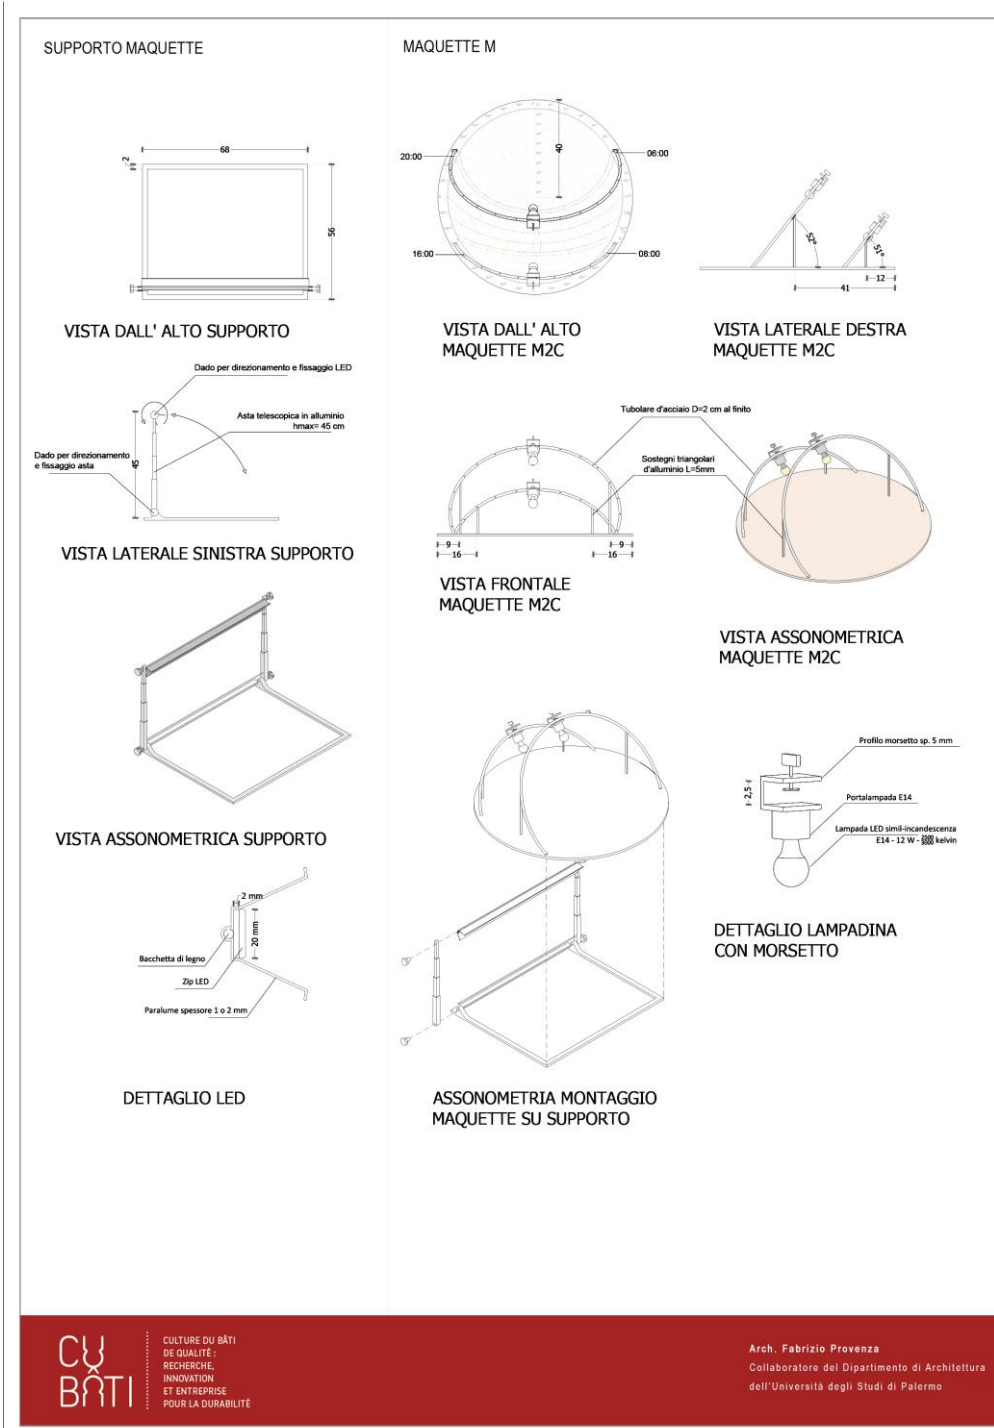 SUPPORTO MAQUETTE
68
2
56
VISTA DALL' ALTO SUPPORTO
Dado per direzionamento e fissaggio LED
Asta telescopica in alluminio
hmax= 45 cm
Dado per direzionamento
e fissaggio asta
45
VISTA LATERALE SINISTRA SUPPORTO
VISTA ASSONOMETRICA SUPPORTO
2 mm
20 mm
Bacchetta di legno
Zip LED
Paralume spessore 1 o 2 mm
DETTAGLIO LED
MAQUETTE M
40
20:00
06:00
16:00
08:00
VISTA DALL' ALTO
MAQUETTE M2C
52°
51°
12
41
VISTA LATERALE DESTRA
MAQUETTE M2C
Tubolare d'acciaio D=2 cm al finito
Sostegni triangolari
d'alluminio L=5mm
9
16
9
16
VISTA FRONTALE
MAQUETTE M2C
VISTA ASSONOMETRICA
MAQUETTE M2C
ASSONOMETRIA MONTAGGIO
MAQUETTE SU SUPPORTO
Profilo morsetto sp. 5 mm
2,5
Portalampada E14
Lampada LED simil-incandescenza
E14 - 12 W - kelvin
DETTAGLIO LAMPADINA
CON MORSETTO
CU
BÂTI
CULTURE DU BÂTI
DE QUALITÉ :
RECHERCHE,
INNOVATION
ET ENTREPRISE
POUR LA DURABILITÉ
Arch. Fabrizio Provenza
Collaboratore del Dipartimento di Architettura
dell'Università degli Studi di Palermo